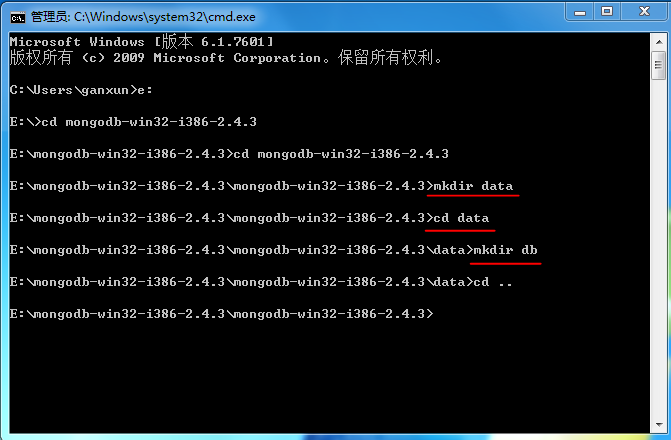 管理员: C:\Windows\system32\cmd.exe
Microsoft Windows [版本 6.1.7601]
版权所有 (c) 2009 Microsoft Corporation。保留所有权利。
C:\Users\ganxun>e:
E:\>cd mongodb-win32-i386-2.4.3
E:\mongodb-win32-i386-2.4.3>cd mongodb-win32-i386-2.4.3
E:\mongodb-win32-i386-2.4.3\mongodb-win32-i386-2.4.3>mkdir data
E:\mongodb-win32-i386-2.4.3\mongodb-win32-i386-2.4.3>cd data
E:\mongodb-win32-i386-2.4.3\mongodb-win32-i386-2.4.3\data>mkdir db
E:\mongodb-win32-i386-2.4.3\mongodb-win32-i386-2.4.3\data>cd ..
E:\mongodb-win32-i386-2.4.3\mongodb-win32-i386-2.4.3>